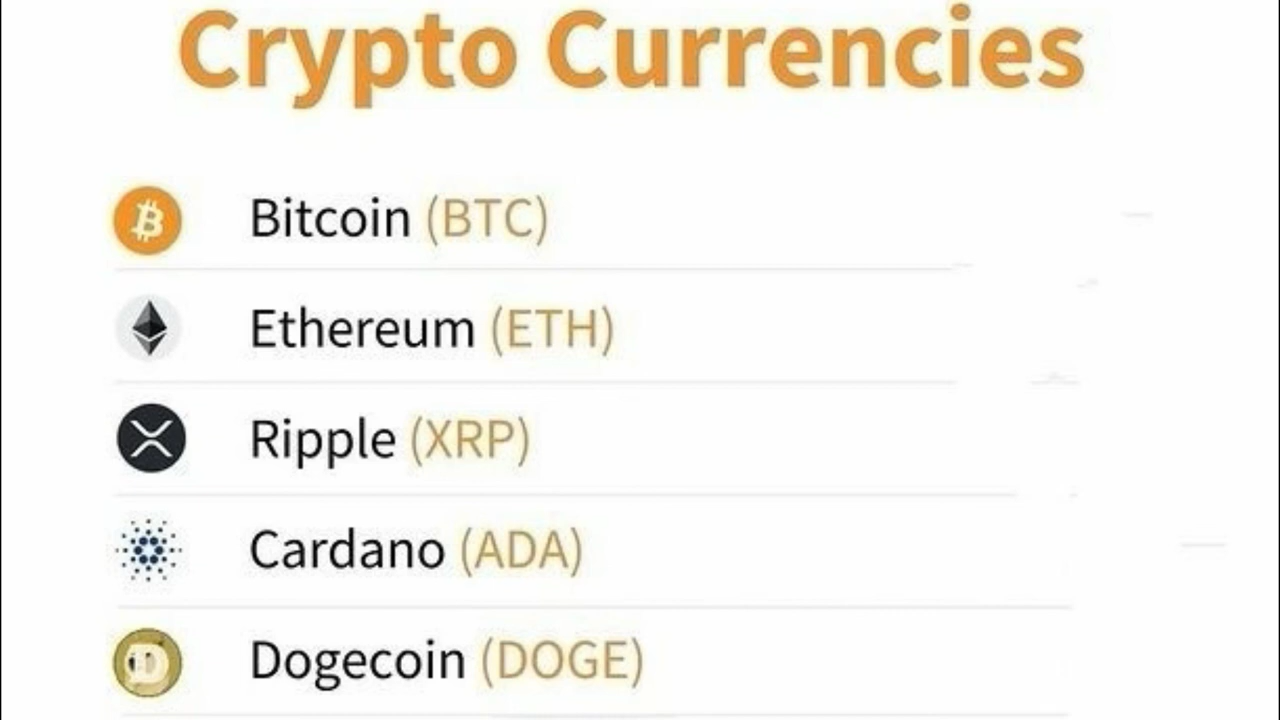 Crypto Currencies
Bitcoin (BTC)
Ethereum (ETH)
Ripple (XRP)
Cardano (ADA)
Dogecoin (DOGE)